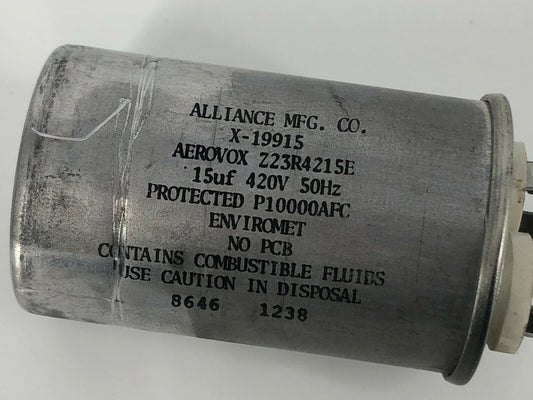 ALLIANCE MFG. CO.
X-19915
AEROVOX Z23R4215E
15uf 420V 50Hz
PROTECTED P10000AFC
ENVIROMET
NO PCB
CONTAINS COMBUSTIBLE FLUIDS
USE CAUTION IN DISPOSAL
8646 1238